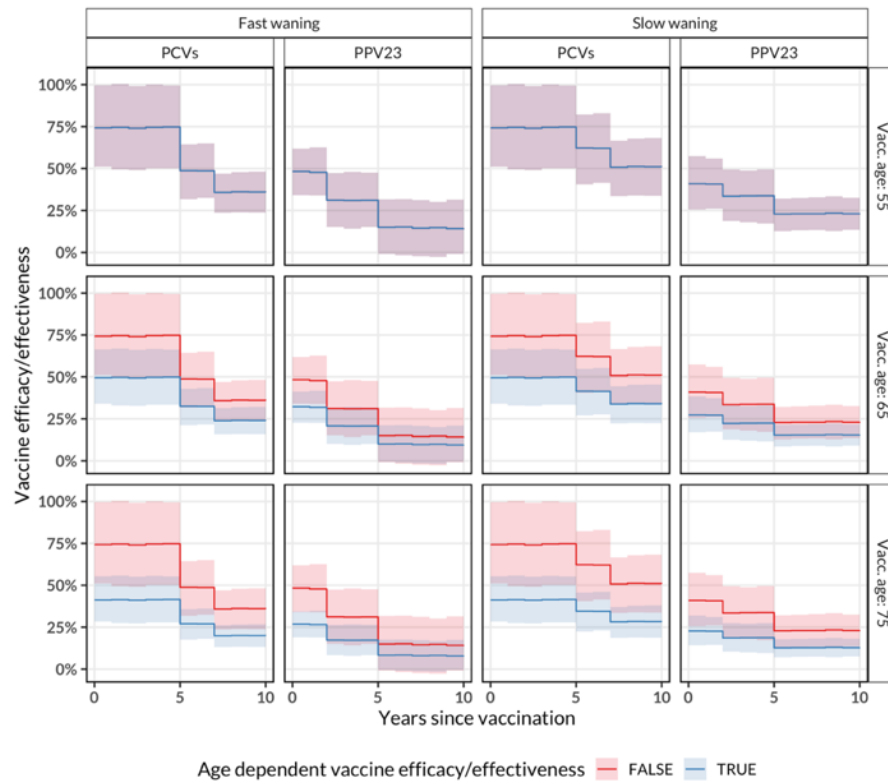 Fast waning Slow waning
PCVs PPV23 PCVs PPV23
Vaccine efficacy/effectiveness
100%
75%
50%
25%
0%
Vacc. age: 55
100%
75%
50%
25%
0%
Vacc. age: 65
100%
75%
50%
25%
0%
Vacc. age: 75
0 5 10 0 5 10 0 5 10 0 5 10
Years since vaccination
Age dependent vaccine efficacy/effectiveness FALSE TRUE